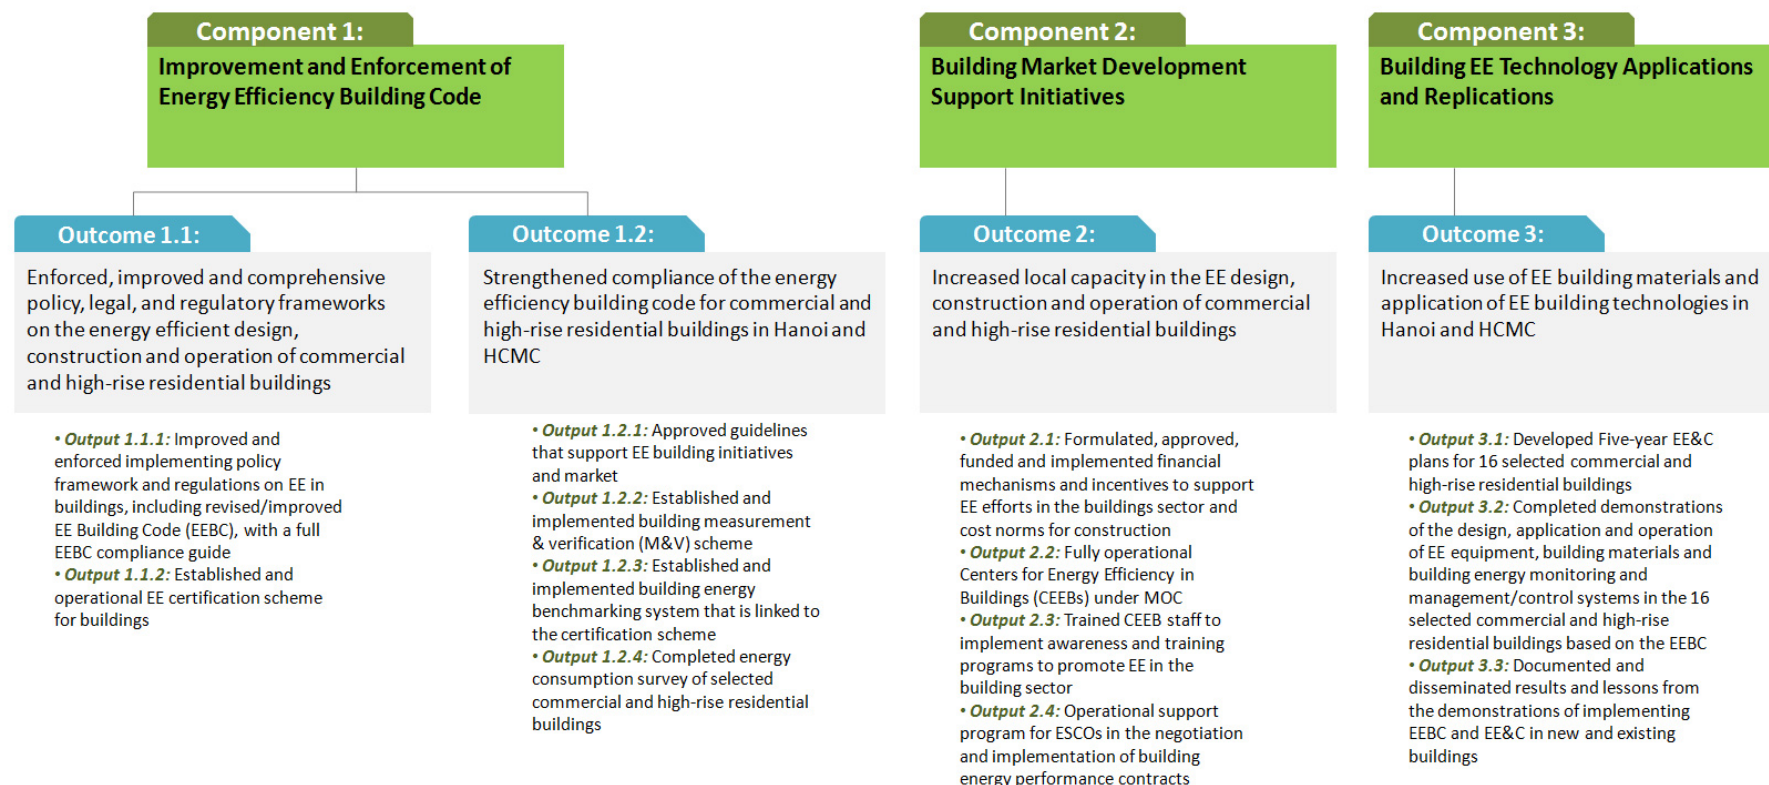 Component 1:
Improvement and Enforcement of
Energy Efficiency Building Code
Outcome 1.1:
Enforced, improved and comprehensive
policy, legal, and regulatory frameworks
on the energy efficient design,
construction and operation of commercial
and high-rise residential buildings
• Output 1.1.1: Improved and
enforced implementing policy
framework and regulations on EE in
buildings, including revised/improved
EE Building Code (EEBC), with a full
EEBC compliance guide
• Output 1.1.2: Established and
operational EE certification scheme
for buildings
Outcome 1.2:
Strengthened compliance of the energy
efficiency building code for commercial and
high-rise residential buildings in Hanoi and
HCMC
• Output 1.2.1: Approved guidelines
that support EE building initiatives
and market
• Output 1.2.2: Established and
implemented building measurement
& verification (M&V) scheme
• Output 1.2.3: Established and
implemented building energy
benchmarking system that is linked to
the certification scheme
• Output 1.2.4: Completed energy
consumption survey of selected
commercial and high-rise residential
buildings
Component 2:
Building Market Development
Support Initiatives
Outcome 2:
Increased local capacity in the EE design,
construction and operation of commercial
and high-rise residential buildings
• Output 2.1: Formulated, approved,
funded and implemented financial
mechanisms and incentives to support
EE efforts in the buildings sector and
cost norms for construction
• Output 2.2: Fully operational
Centers for Energy Efficiency in
Buildings (CEEBs) under MOC
• Output 2.3: Trained CEEB staff to
implement awareness and training
programs to promote EE in the
building sector
• Output 2.4: Operational support
program for ESCOs in the negotiation
and implementation of building
energy performance contracts
Component 3:
Building EE Technology Applications
and Replications
Outcome 3:
Increased use of EE building materials and
application of EE building technologies in
Hanoi and HCMC
• Output 3.1: Developed Five-year EE&C
plans for 16 selected commercial and
high-rise residential buildings
• Output 3.2: Completed demonstrations
of the design, application and operation
of EE equipment, building materials and
building energy monitoring and
management/control systems in the 16
selected commercial and high-rise
residential buildings based on the EEBC
• Output 3.3: Documented and
disseminated results and lessons from
the demonstrations of implementing
EEBC and EE&C in new and existing
buildings